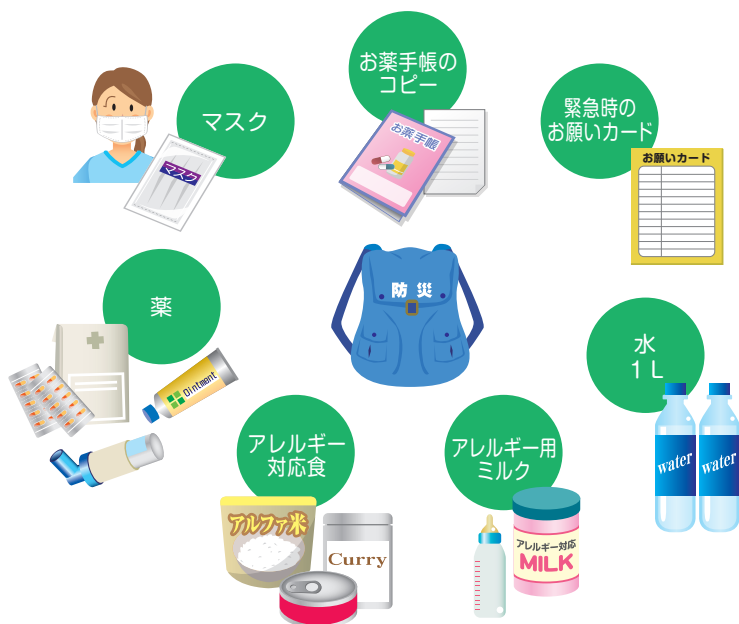 お薬手帳の
コピー
お薬手帳
マスク
マスク
緊急時の
お願いカード
お願いカード
防災
薬
Ointment
水
1L
water
water
アレルギー
対応食
アルファ米
Curry
アレルギー用
ミルク
アレルギー対応
MILK